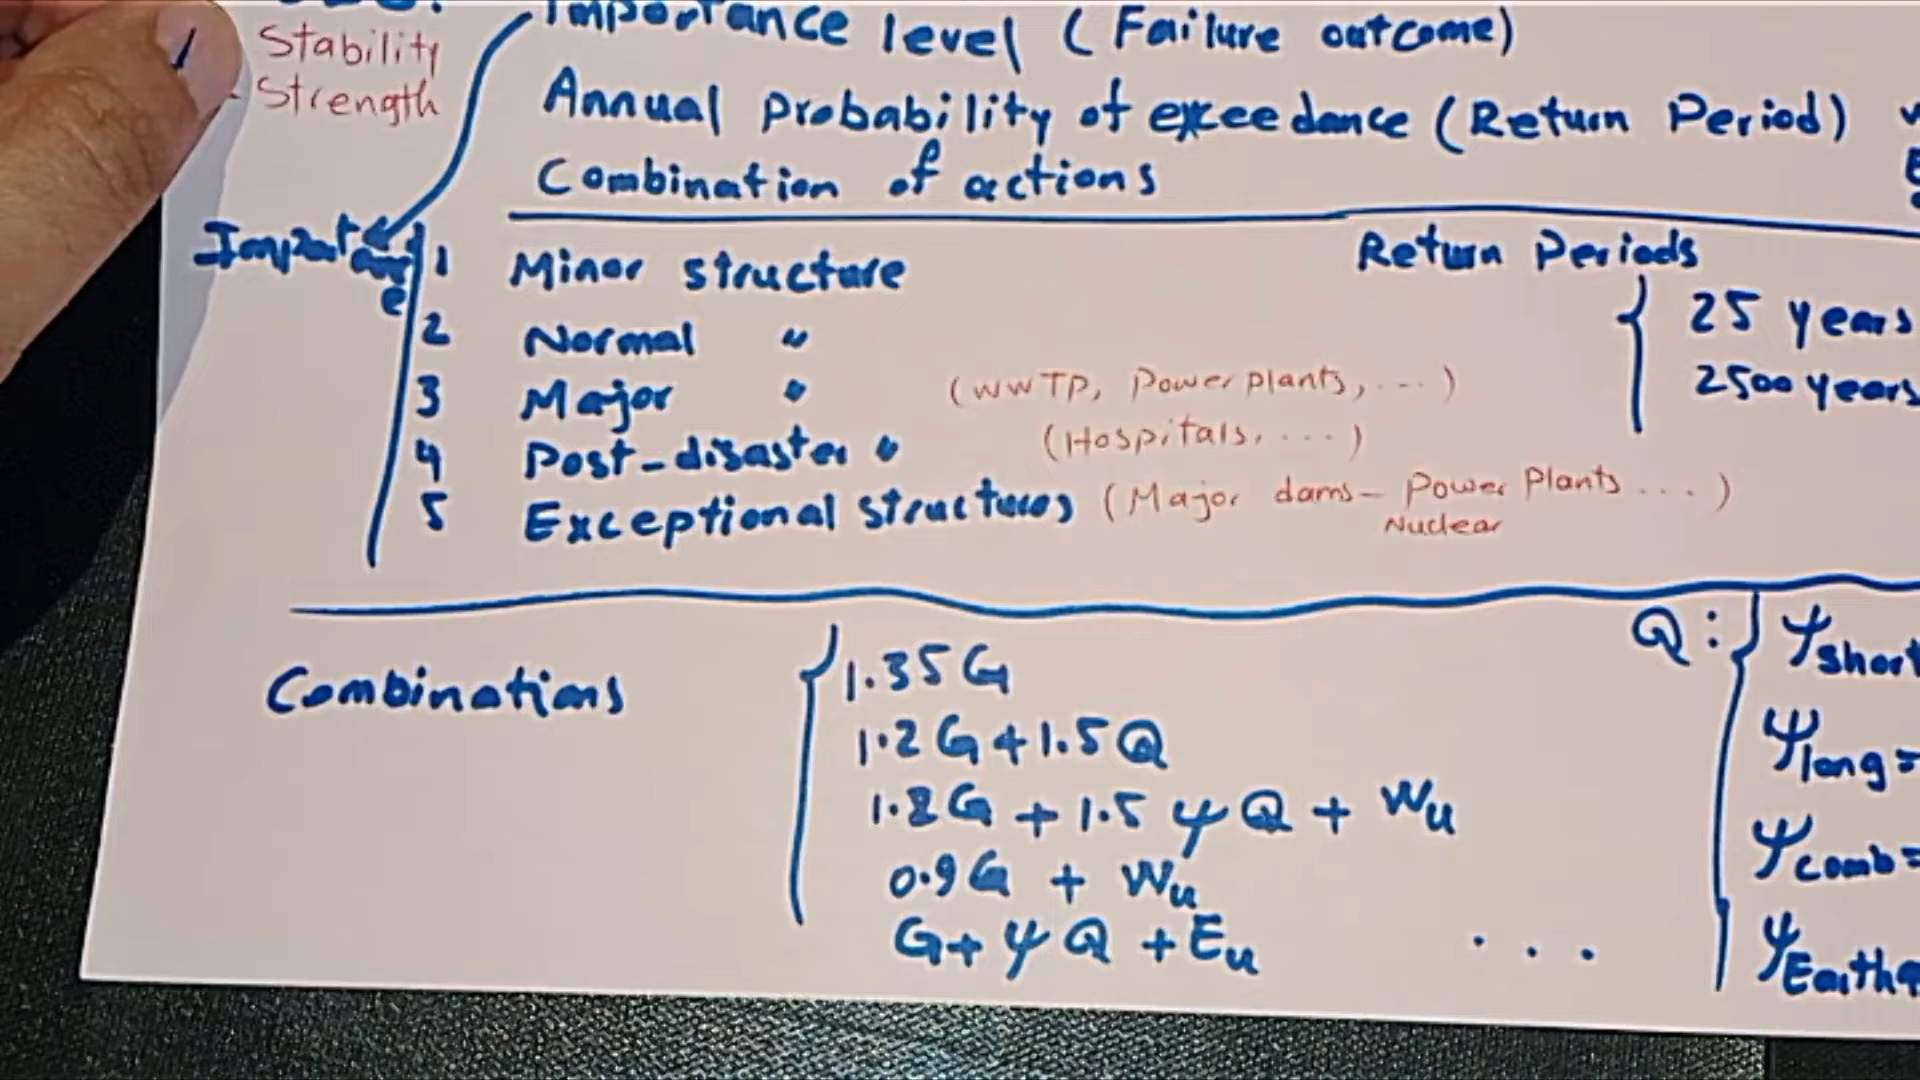 Stability
Importance level (Failure outcome)
- Strength
Annual probability of exceedance (Return Period)
Combination of actions
Importance
Return Periods
1 Minor structure
25 years
2 Normal "
2500 years
3 Major " (WWTP, Power plants, ...)
4 Post-disaster " (Hospitals, ...)
5 Exceptional structures (Major dams - Power Plants ...)
Nuclear
Q: ψshort
Combinations
1.35G
1.2G+1.5Q
ψlong=
1.2G + 1.5 ψQ + Wu
ψcomb=
0.9G + Wu
G+ ψQ + Eu ...
ψEarthq